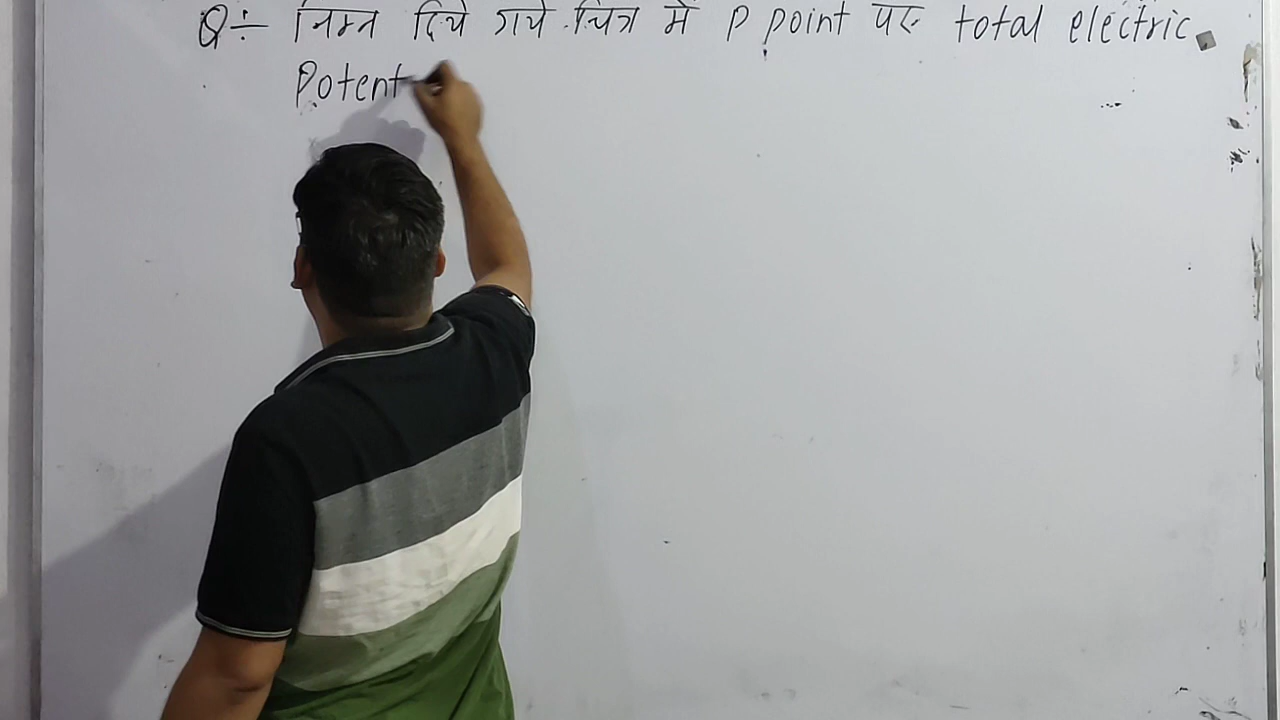 Q÷ निम्न दिये गये चित्र में P point पर total electric
Potent